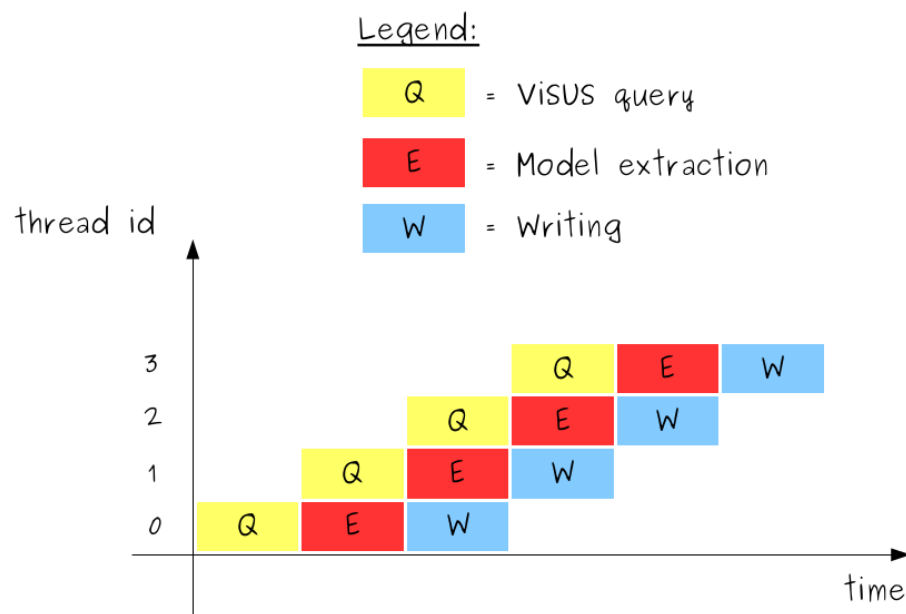 Legend:
Q = ViSUS query
E = Model extraction
W = Writing
thread id
3 Q E W
2 Q E W
1 Q E W
0 Q E W
time